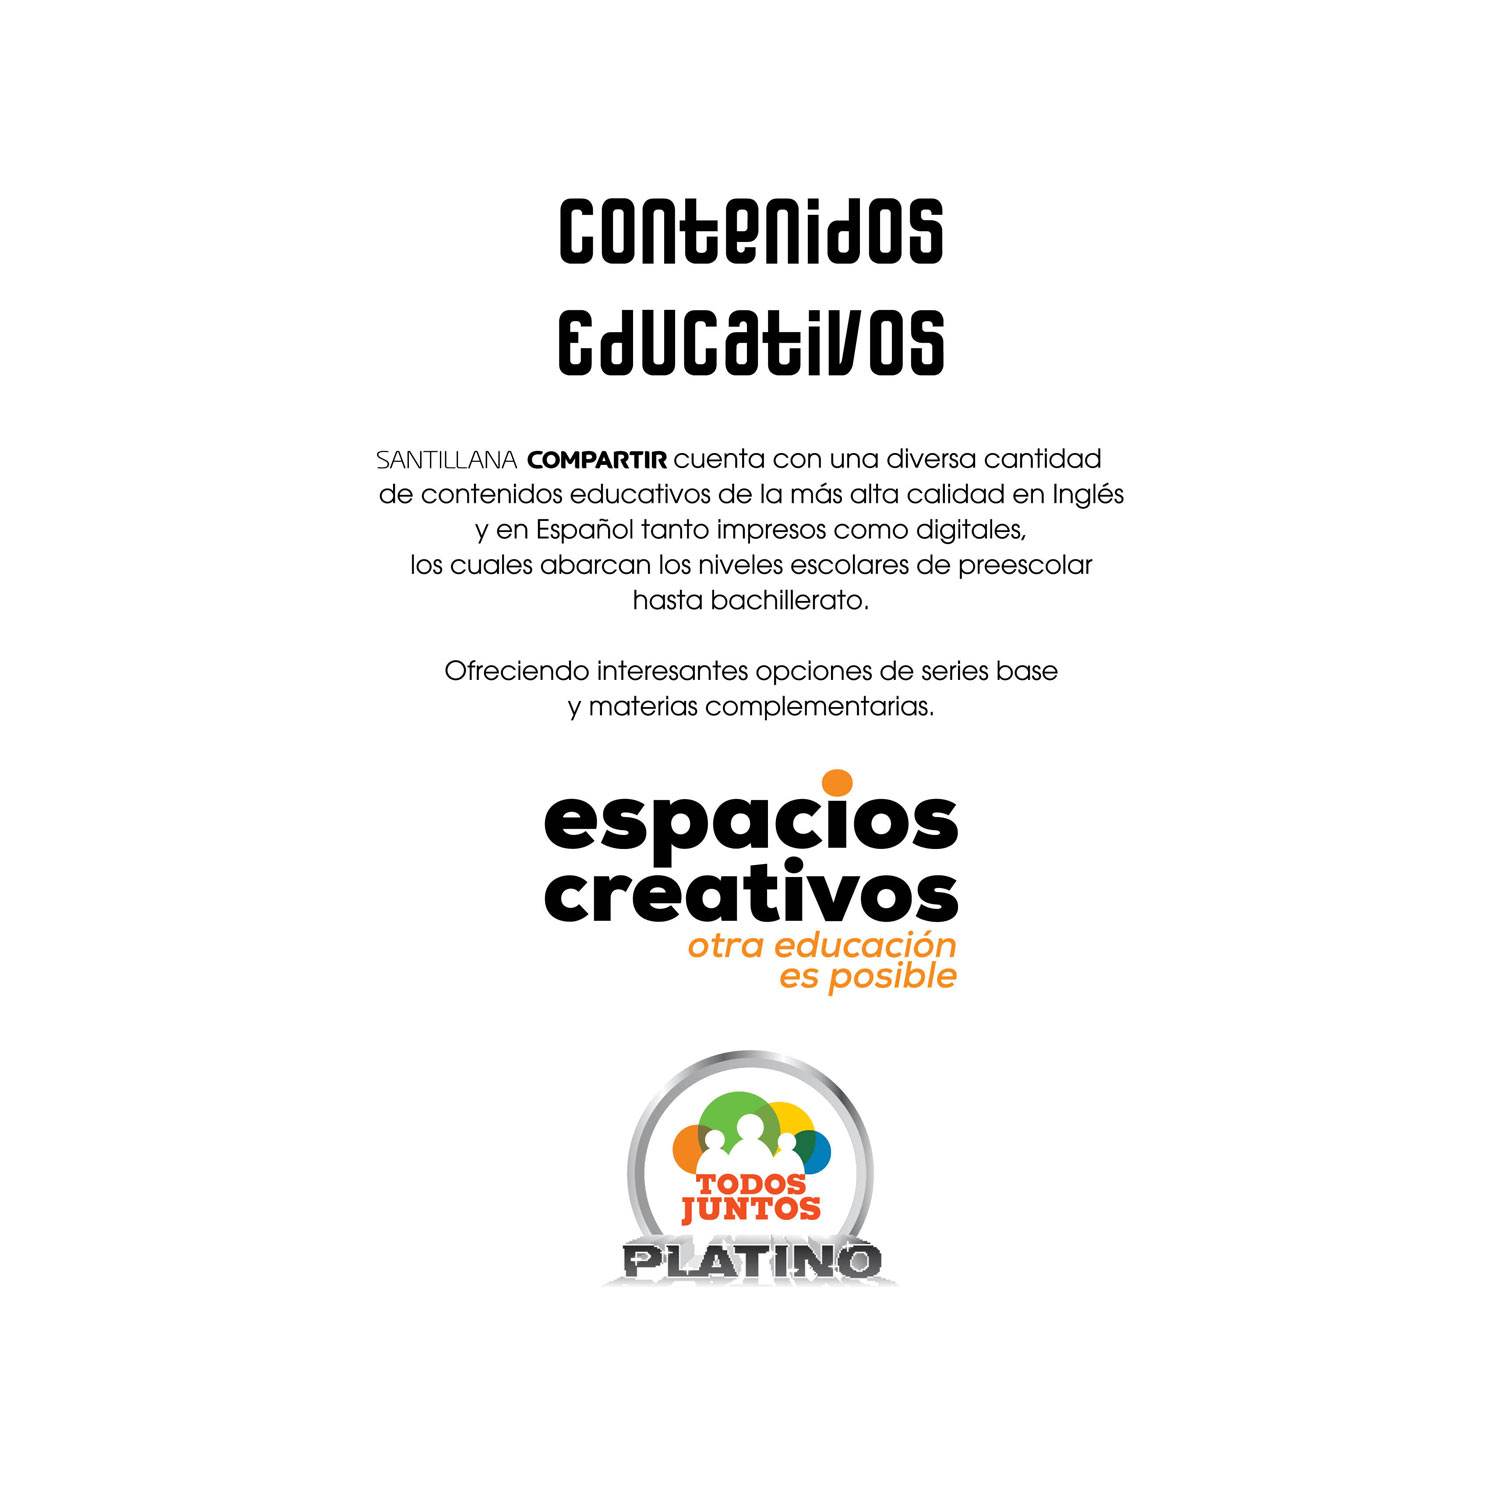 Contenidos
Educativos
SANTILLANA COMPARTIR cuenta con una diversa cantidad
de contenidos educativos de la más alta calidad en Inglés
y en Español tanto impresos como digitales,
los cuales abarcan los niveles escolares de preescolar
hasta bachillerato.
Ofreciendo interesantes opciones de series base
y materias complementarias.
espacios
creativos
otra educación
es posible
TODOS
JUNTOS
PLATINO